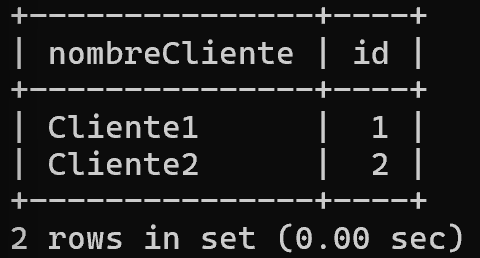 +---------------+----+
| nombreCliente | id |
+---------------+----+
| Cliente1      |  1 |
| Cliente2      |  2 |
+---------------+----+
2 rows in set (0.00 sec)